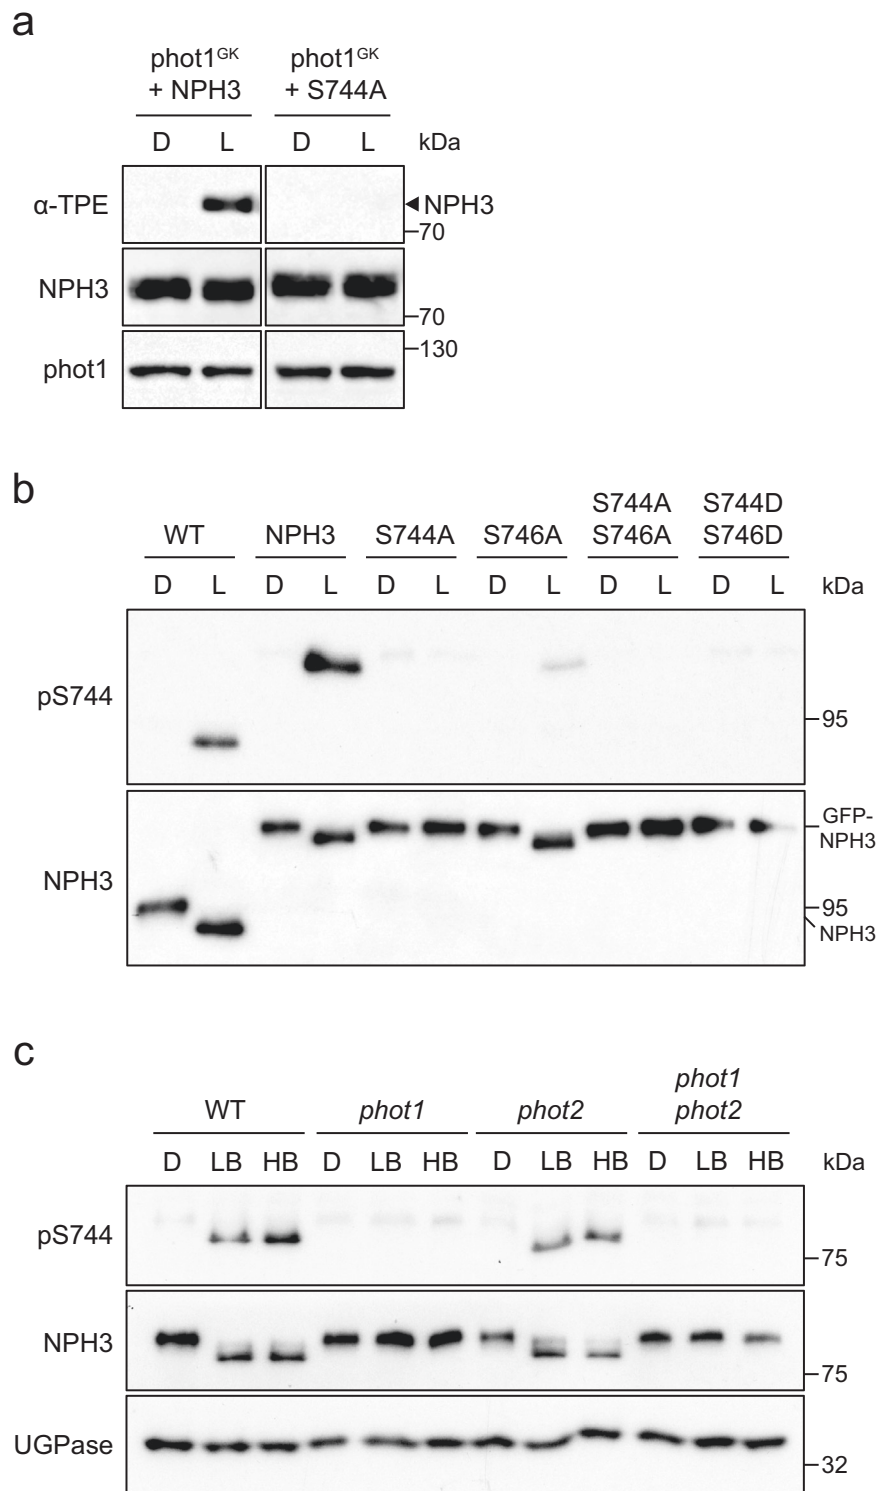 a
phot1ᴳᴷ + NPH3
phot1ᴳᴷ + S744A
D L D L kDa
α-TPE
NPH3
70
NPH3
70
phot1
130
b
WT NPH3 S744A S746A S744A S746A S744D S746D
D L D L D L D L D L D L kDa
pS744
95
NPH3
GFP-NPH3
95
NPH3
c
WT phot1 phot2 phot1 phot2
D LB HB D LB HB D LB HB D LB HB kDa
pS744
75
NPH3
75
UGPase
32